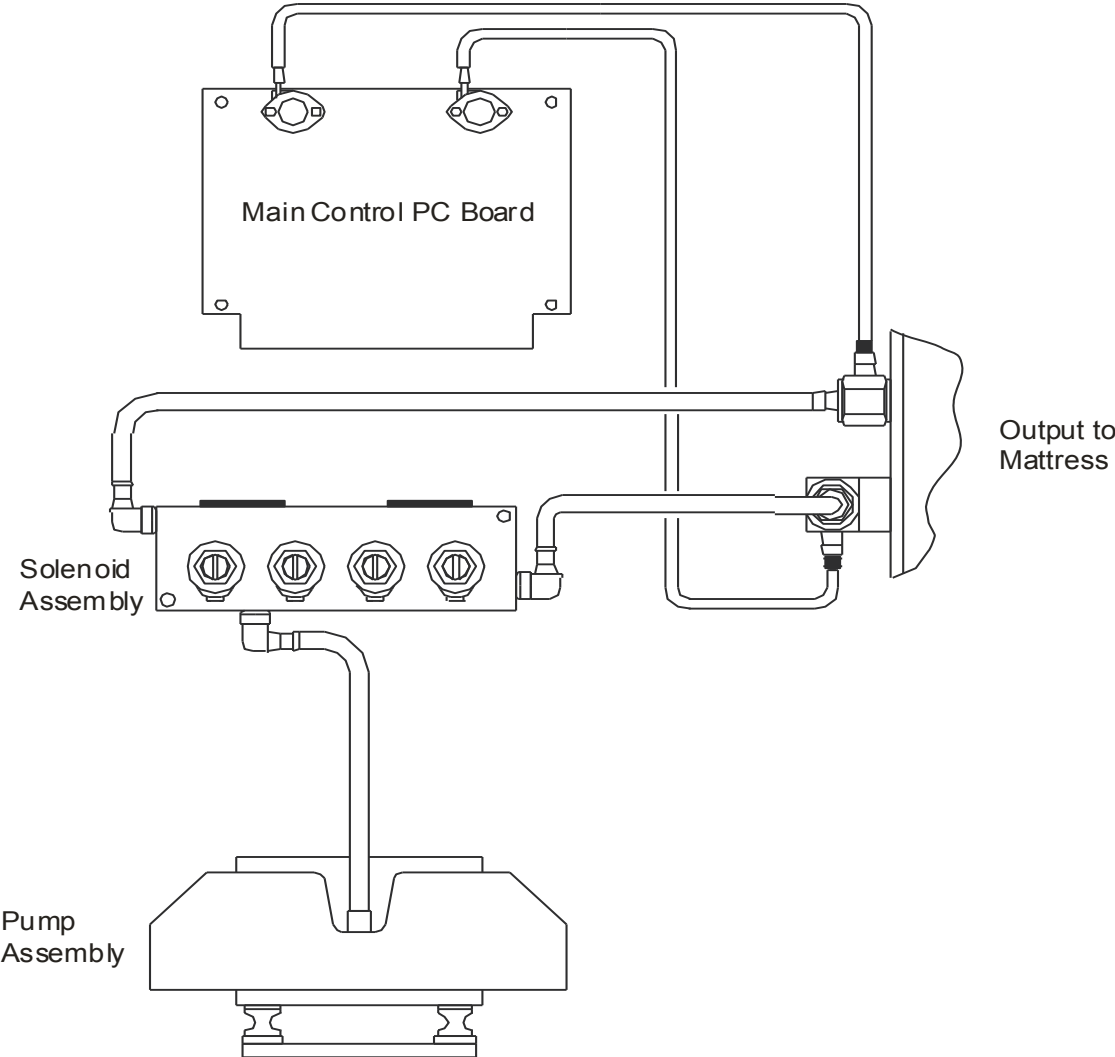 Main Control PC Board
Output to
Mattress
Solenoid
Assembly
Pump
Assembly